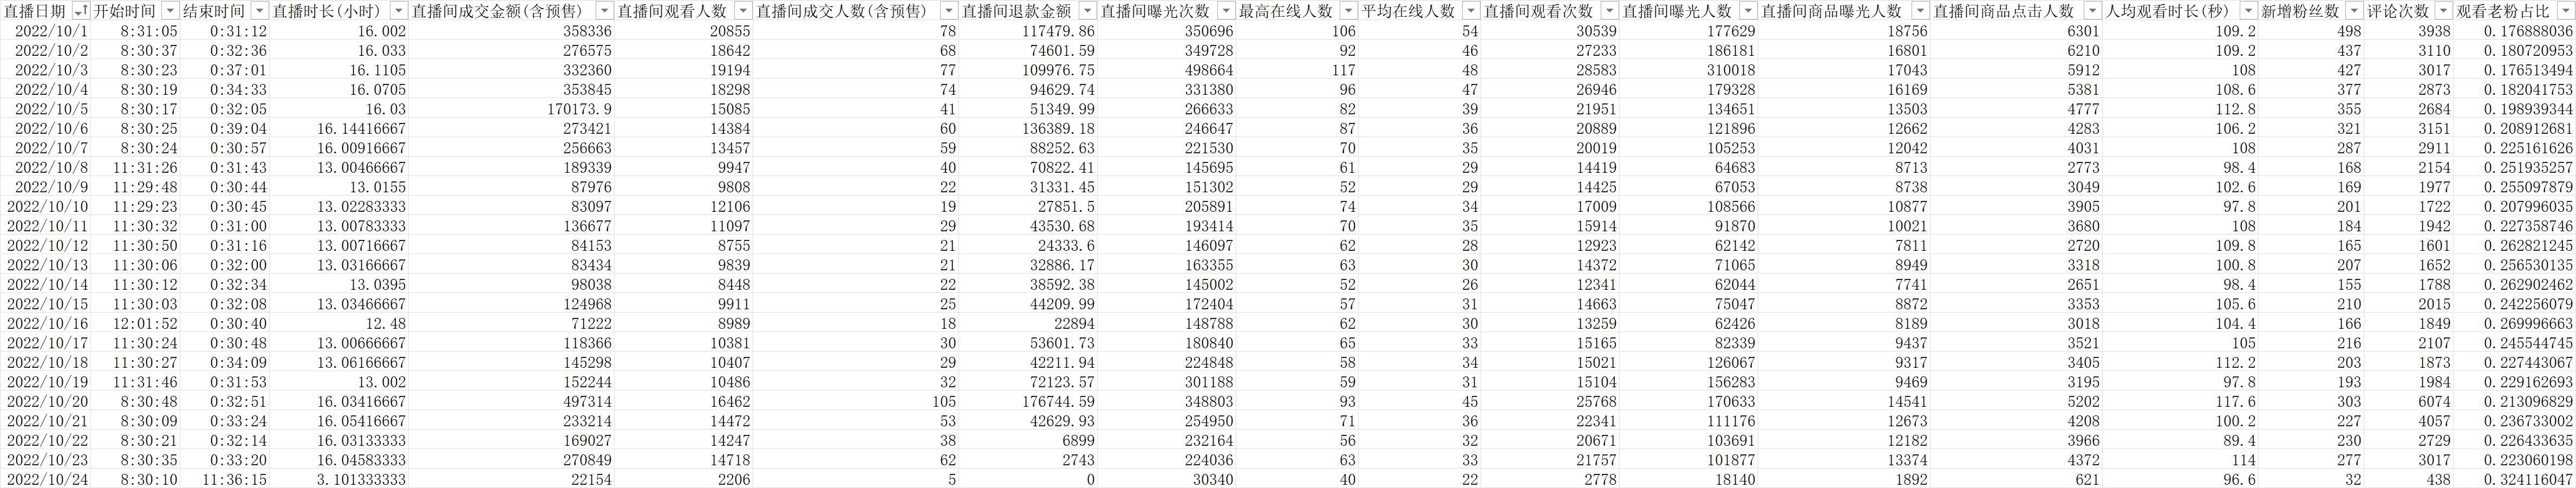 直播日期 开始时间 结束时间 直播时长(小时) 直播间成交金额(含预售) 直播间观看人数 直播间成交人数(含预售) 直播间退款金额 直播间曝光次数 最高在线人数 平均在线人数 直播间观看次数 直播间曝光人数 直播间商品曝光人数 直播间商品点击人数 人均观看时长(秒) 新增粉丝数 评论次数 观看老粉占比
2022/10/1 8:31:05 0:31:12 16.002 358336 20855 78 117479.86 350696 106 54 30539 177629 18756 6301 109.2 498 3938 0.176888036
2022/10/2 8:30:37 0:32:36 16.033 276575 18642 68 74601.59 349728 92 46 27233 186181 16801 6210 109.2 437 3110 0.180720953
2022/10/3 8:30:23 0:37:01 16.1105 332360 19194 77 109976.75 498664 117 48 28583 310018 17043 5912 108 427 3017 0.176513494
2022/10/4 8:30:19 0:34:33 16.0705 353845 18298 74 94629.74 331380 96 47 26946 179328 16169 5381 108.6 377 2873 0.182041753
2022/10/5 8:30:17 0:32:05 16.03 170173.9 15085 41 51349.99 266633 82 39 21951 134651 13503 4777 112.8 355 2684 0.198939344
2022/10/6 8:30:25 0:39:04 16.14416667 273421 14384 60 136389.18 246647 87 36 20889 121896 12662 4283 106.2 321 3151 0.208912681
2022/10/7 8:30:24 0:30:57 16.00916667 256663 13457 59 88252.63 221530 70 35 20019 105253 12042 4031 108 287 2911 0.225161626
2022/10/8 11:31:26 0:31:43 13.00466667 189339 9947 40 70822.41 145695 61 29 14419 64683 8713 2773 98.4 168 2154 0.251935257
2022/10/9 11:29:48 0:30:44 13.0155 87976 9808 22 31331.45 151302 52 29 14425 67053 8738 3049 102.6 169 1977 0.255097879
2022/10/10 11:29:23 0:30:45 13.02283333 83097 12106 19 27851.5 205891 74 34 17009 108566 10877 3905 97.8 201 1722 0.207996035
2022/10/11 11:30:32 0:31:00 13.00783333 136677 11097 29 43530.68 193414 70 35 15914 91870 10021 3680 108 184 1942 0.227358746
2022/10/12 11:30:50 0:31:16 13.00716667 84153 8755 21 24333.6 146097 62 28 12923 62142 7811 2720 109.8 165 1601 0.262821245
2022/10/13 11:30:06 0:32:00 13.03166667 83434 9839 21 32886.17 163355 63 30 14372 71065 8949 3318 100.8 207 1652 0.256530135
2022/10/14 11:30:12 0:32:34 13.0395 98038 8448 22 38592.38 145002 52 26 12341 62044 7741 2651 98.4 155 1788 0.262902462
2022/10/15 11:30:03 0:32:08 13.03466667 124968 9911 25 44209.99 172404 57 31 14663 75047 8872 3353 105.6 210 2015 0.242256079
2022/10/16 12:01:52 0:30:40 12.48 71222 8989 18 22894 148788 62 30 13259 62426 8189 3018 104.4 166 1849 0.269996663
2022/10/17 11:30:24 0:30:48 13.00666667 118366 10381 30 53601.73 180840 65 33 15165 82339 9437 3521 105 216 2107 0.245544745
2022/10/18 11:30:27 0:34:09 13.06166667 145298 10407 29 42211.94 224848 58 34 15021 126067 9317 3405 112.2 203 1873 0.227443067
2022/10/19 11:31:46 0:31:53 13.002 152244 10486 32 72123.57 301188 59 31 15104 156283 9469 3195 97.8 193 1984 0.229162693
2022/10/20 8:30:48 0:32:51 16.03416667 497314 16462 105 176744.59 348803 93 45 25768 170633 14541 5202 117.6 303 6074 0.213096829
2022/10/21 8:30:09 0:33:24 16.05416667 233214 14472 53 42629.93 254950 71 36 22341 111176 12673 4208 100.2 227 4057 0.236733002
2022/10/22 8:30:21 0:32:14 16.03133333 169027 14247 38 6899 232164 56 32 20671 103691 12182 3966 89.4 230 2729 0.226433635
2022/10/23 8:30:35 0:33:20 16.04583333 270849 14718 62 2743 224036 63 33 21757 101877 13374 4372 114 277 3017 0.223060198
2022/10/24 8:30:10 11:36:15 3.101333333 22154 2206 5 0 30340 40 22 2778 18140 1892 621 96.6 32 438 0.324116047